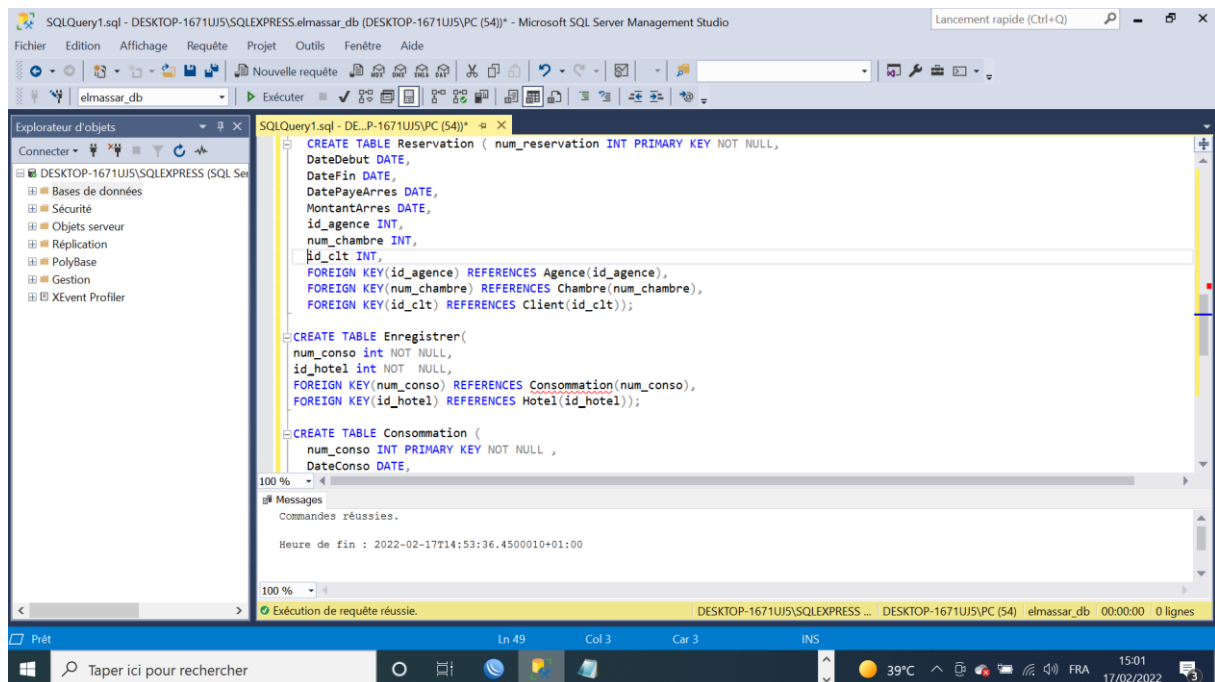 SQLQuery1.sql - DESKTOP-1671UJ5\SQLEXPRESS.elmassar_db (DESKTOP-1671UJ5\PC (54))* - Microsoft SQL Server Management Studio
Lancement rapide (Ctrl+Q)
Fichier Edition Affichage Requête Projet Outils Fenêtre Aide
Nouvelle requête
elmassar_db
Exécuter
Explorateur d'objets
Connecter
DESKTOP-1671UJ5\SQLEXPRESS (SQL Ser
Bases de données
Sécurité
Objets serveur
Réplication
PolyBase
Gestion
XEvent Profiler
SQLQuery1.sql - DE...P-1671UJ5\PC (54))*
CREATE TABLE Reservation ( num_reservation INT PRIMARY KEY NOT NULL,
DateDebut DATE,
DateFin DATE,
DatePayeArres DATE,
MontantArres DATE,
id_agence INT,
num_chambre INT,
id_clt INT,
FOREIGN KEY(id_agence) REFERENCES Agence(id_agence),
FOREIGN KEY(num_chambre) REFERENCES Chambre(num_chambre),
FOREIGN KEY(id_clt) REFERENCES Client(id_clt));
CREATE TABLE Enregistrer(
num_conso int NOT NULL,
id_hotel int NOT  NULL,
FOREIGN KEY(num_conso) REFERENCES Consommation(num_conso),
FOREIGN KEY(id_hotel) REFERENCES Hotel(id_hotel));
CREATE TABLE Consommation (
num_conso INT PRIMARY KEY NOT NULL ,
DateConso DATE,
100 %
Messages
Commandes réussies.
Heure de fin : 2022-02-17T14:53:36.4500010+01:00
100 %
Exécution de requête réussie.
DESKTOP-1671UJ5\SQLEXPRESS ... DESKTOP-1671UJ5\PC (54) elmassar_db 00:00:00 0 lignes
Prêt
Ln 49 Col 3 Car 3 INS
Taper ici pour rechercher
39°C
FRA
15:01
17/02/2022
3